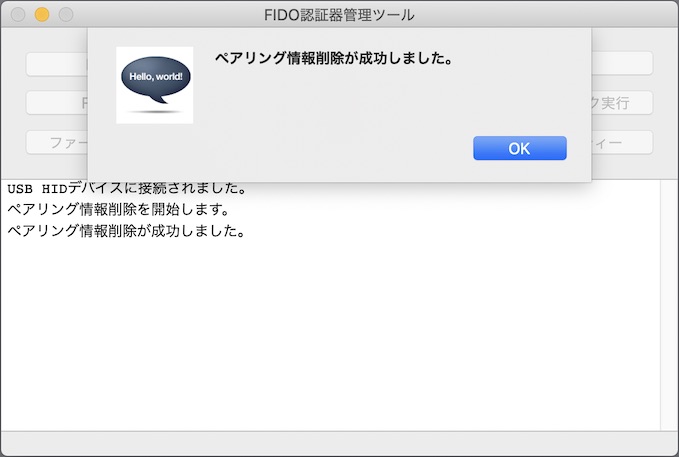 FIDO認証器管理ツール
ペアリング情報削除が成功しました。
Hello, world!
OK
ク実行
ファー
ィー
USB HIDデバイスに接続されました。
ペアリング情報削除を開始します。
ペアリング情報削除が成功しました。